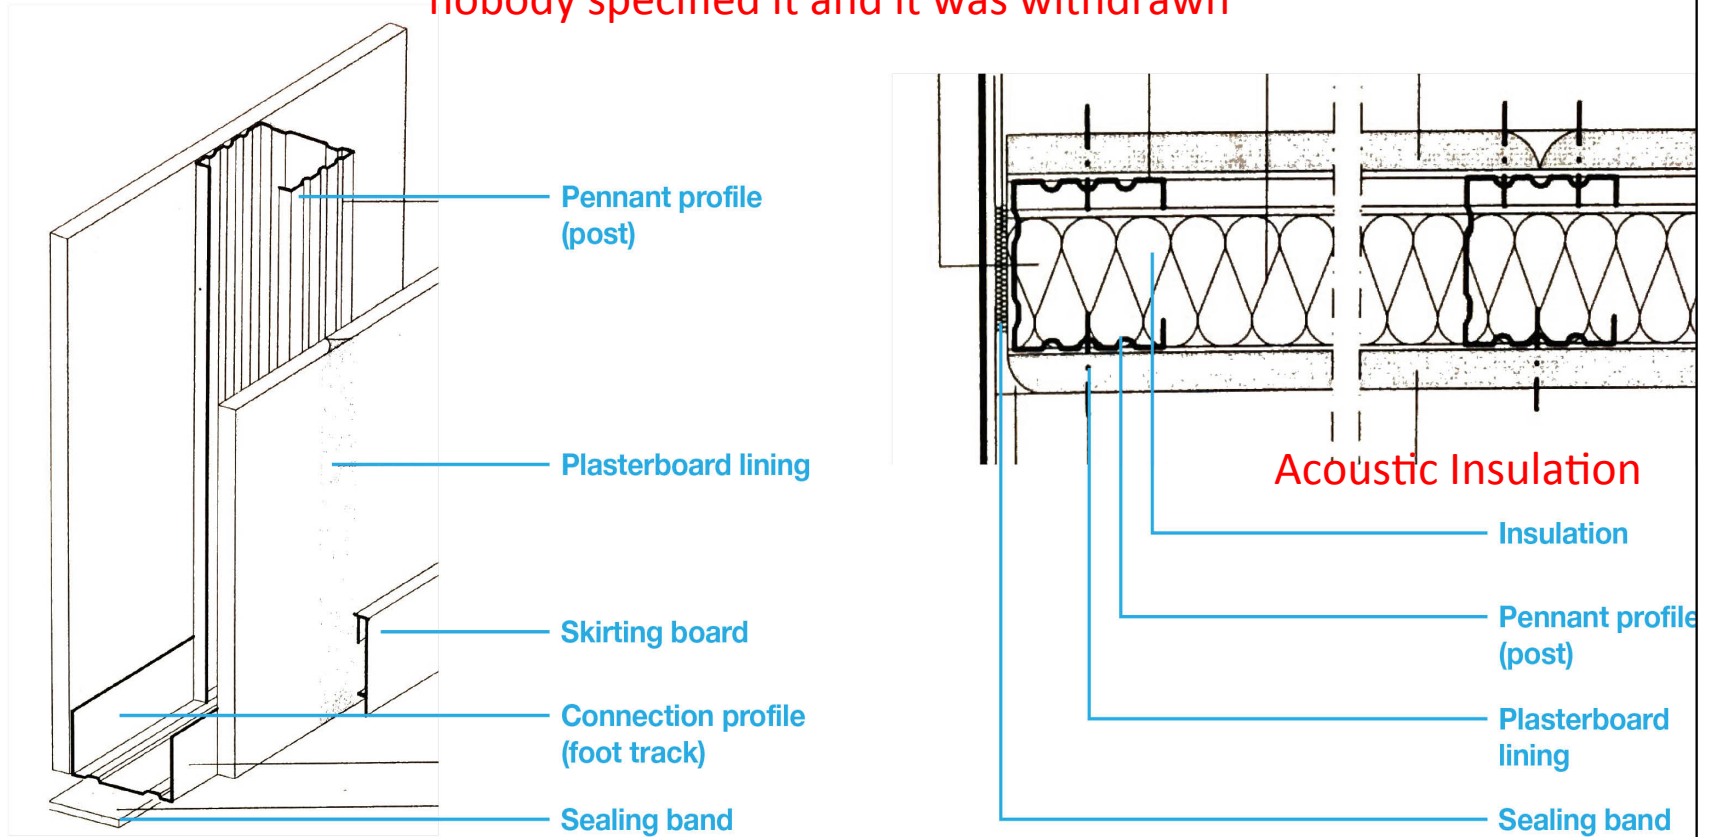 nobody specified it and it was withdrawn
Pennant profile
(post)
Plasterboard lining
Skirting board
Connection profile
(foot track)
Sealing band
Acoustic Insulation
Insulation
Pennant profile
(post)
Plasterboard
lining
Sealing band